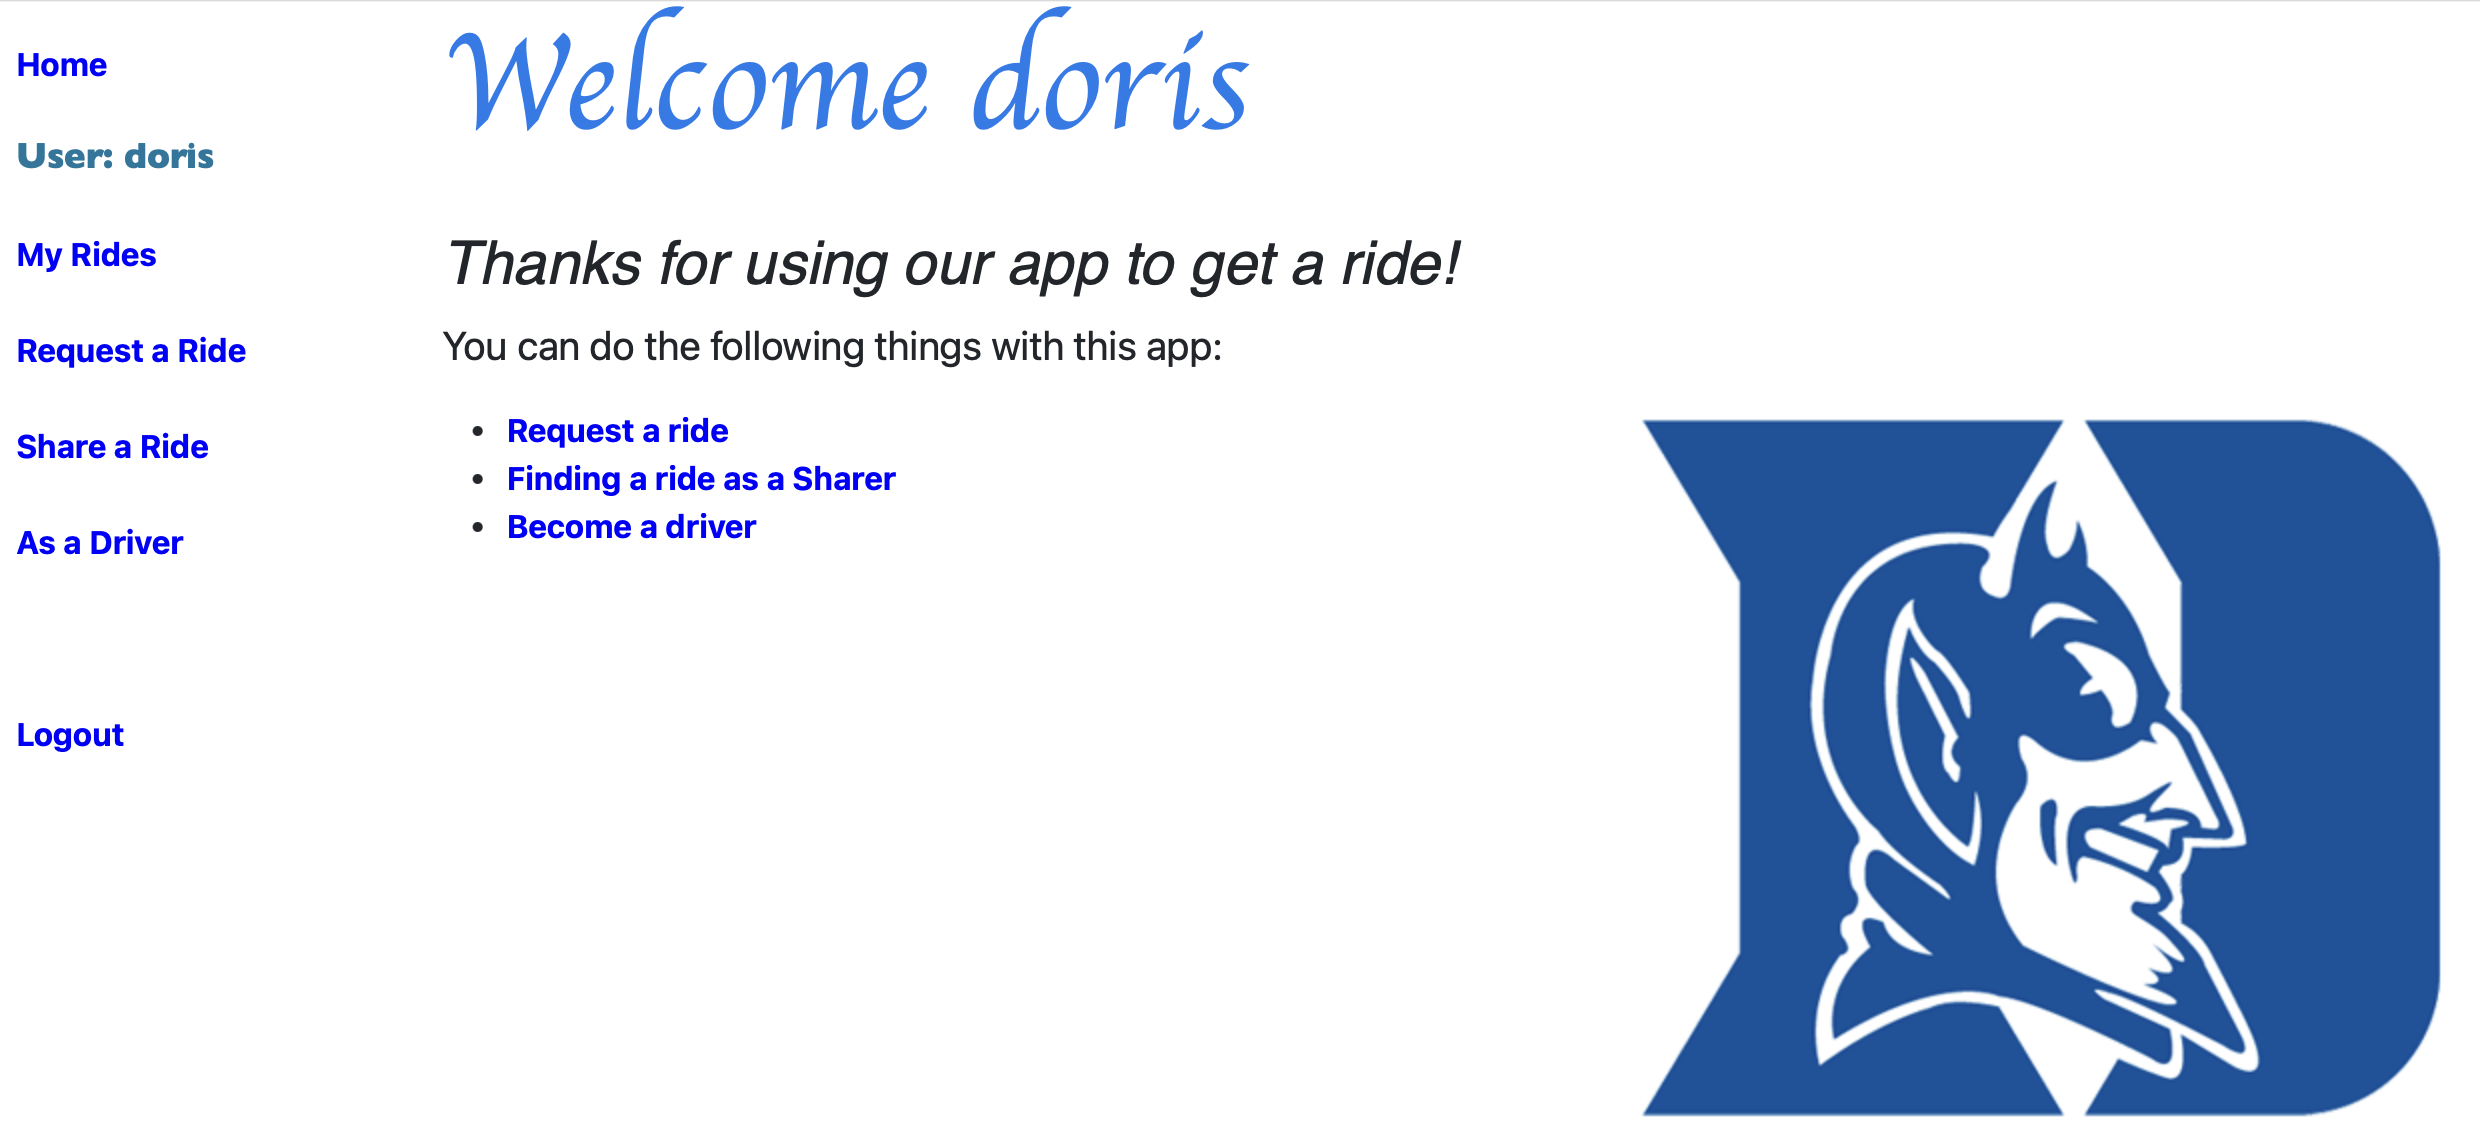 Home
User: doris
My Rides
Request a Ride
Share a Ride
As a Driver
Logout
Welcome doris
Thanks for using our app to get a ride!
You can do the following things with this app:
• Request a ride
• Finding a ride as a Sharer
• Become a driver